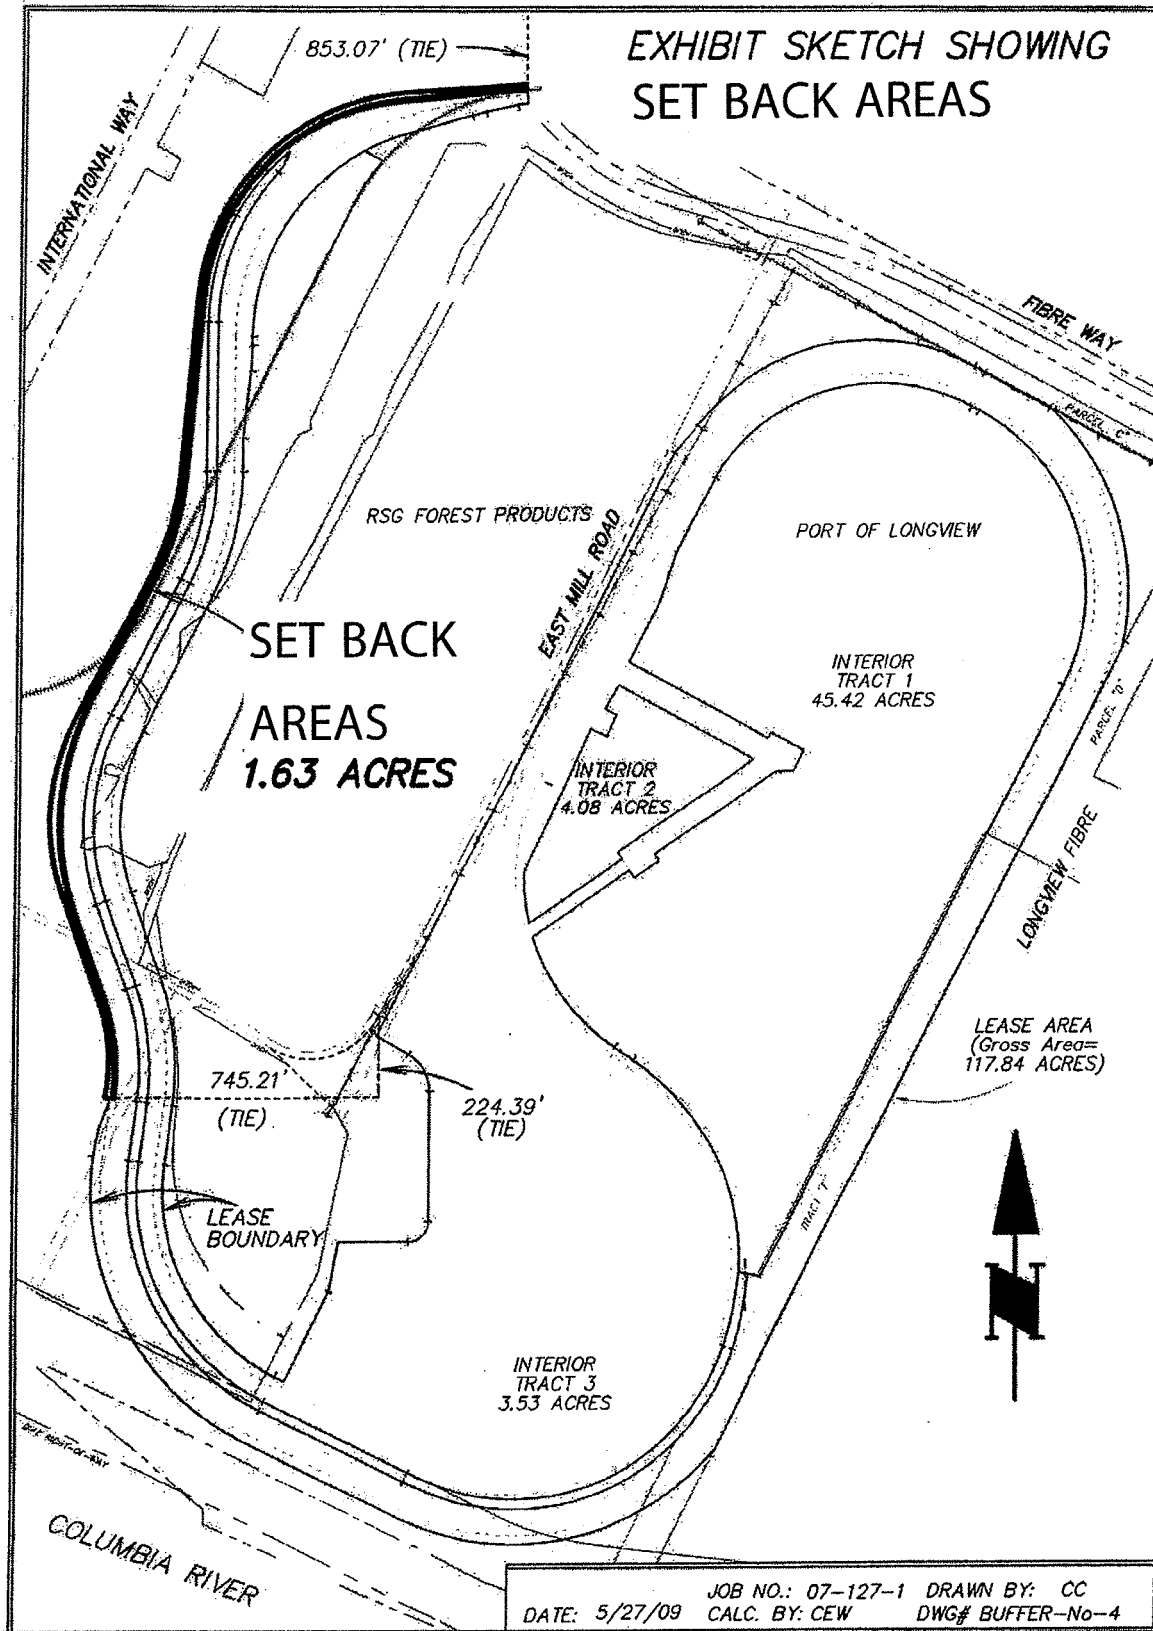 853.07' (TIE)
EXHIBIT SKETCH SHOWING
SET BACK AREAS
INTERNATIONAL WAY
FIBRE WAY
PARCEL "C"
RSG FOREST PRODUCTS
PORT OF LONGVIEW
EAST MILL ROAD
SET BACK
AREAS
1.63 ACRES
INTERIOR
TRACT 1
45.42 ACRES
PARCEL "D"
INTERIOR
TRACT 2
4.08 ACRES
LONGVIEW FIBRE
LEASE AREA
(Gross Area=
117.84 ACRES)
745.21'
(TIE)
224.39'
(TIE)
LEASE
BOUNDARY
N
INTERIOR
TRACT 3
3.53 ACRES
COLUMBIA RIVER
JOB NO.: 07-127-1 DRAWN BY: CC
DATE: 5/27/09 CALC. BY: CEW DWG# BUFFER-No-4